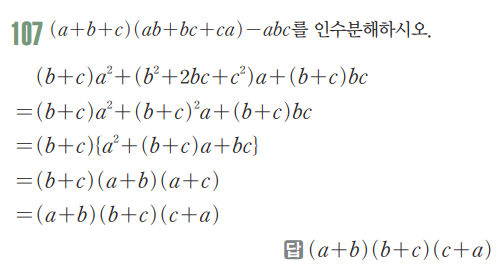 107 (a+b+c)(ab+bc+ca)-abc를 인수분해하시오.
(b+c)a²+(b²+2bc+c²)a+(b+c)bc
=(b+c)a²+(b+c)²a+(b+c)bc
=(b+c){a²+(b+c)a+bc}
=(b+c)(a+b)(a+c)
=(a+b)(b+c)(c+a)
답 (a+b)(b+c)(c+a)